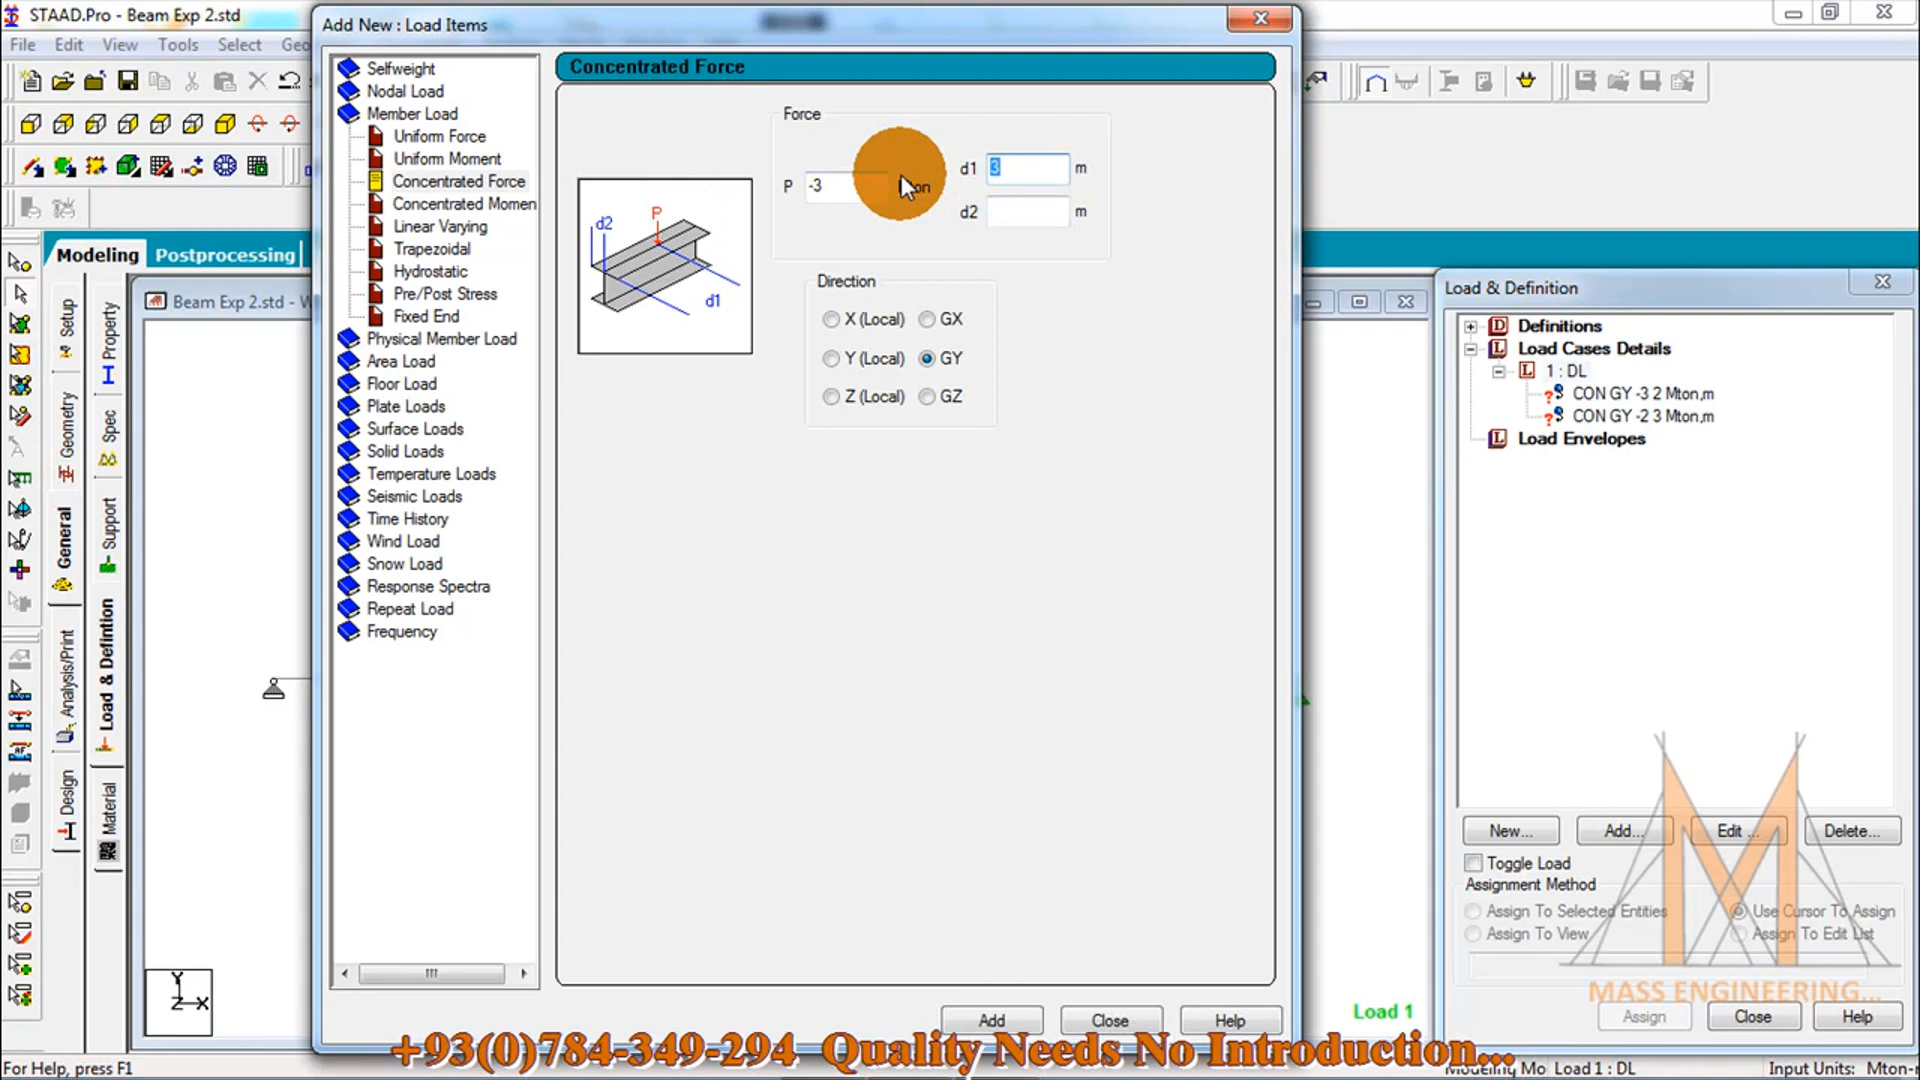 STAAD.Pro - Beam Exp 2.std
File Edit View Tools Select Geo
Modeling Postprocessing
Beam Exp 2.std - W
Setup
Geometry
General
Analysis/Print
Design
Property
Spec
Support
Load & Definition
Material
Y
Z X
Add New : Load Items
Selfweight
Nodal Load
Member Load
Uniform Force
Uniform Moment
Concentrated Force
Concentrated Momen
Linear Varying
Trapezoidal
Hydrostatic
Pre/Post Stress
Fixed End
Physical Member Load
Area Load
Floor Load
Plate Loads
Surface Loads
Solid Loads
Temperature Loads
Seismic Loads
Time History
Wind Load
Snow Load
Response Spectra
Repeat Load
Frequency
Concentrated Force
Force
P -3
d1 3 m
d2 m
d2 P
d1
Direction
X (Local) GX
Y (Local) GY
Z (Local) GZ
Add Close Help
Load 1
Load & Definition
Definitions
Load Cases Details
1 : DL
CON GY -3 2 Mton,m
CON GY -2 3 Mton,m
Load Envelopes
New... Add... Edit ... Delete...
Toggle Load
Assignment Method
Assign To Selected Entities Use Cursor To Assign
Assign To View Assign To Edit List
MASS ENGINEERING...
Assign Close Help
+93(0)784-349-294 Quality Needs No Introduction...
For Help, press F1
Modeling Mo Load 1 : DL Input Units: Mton-